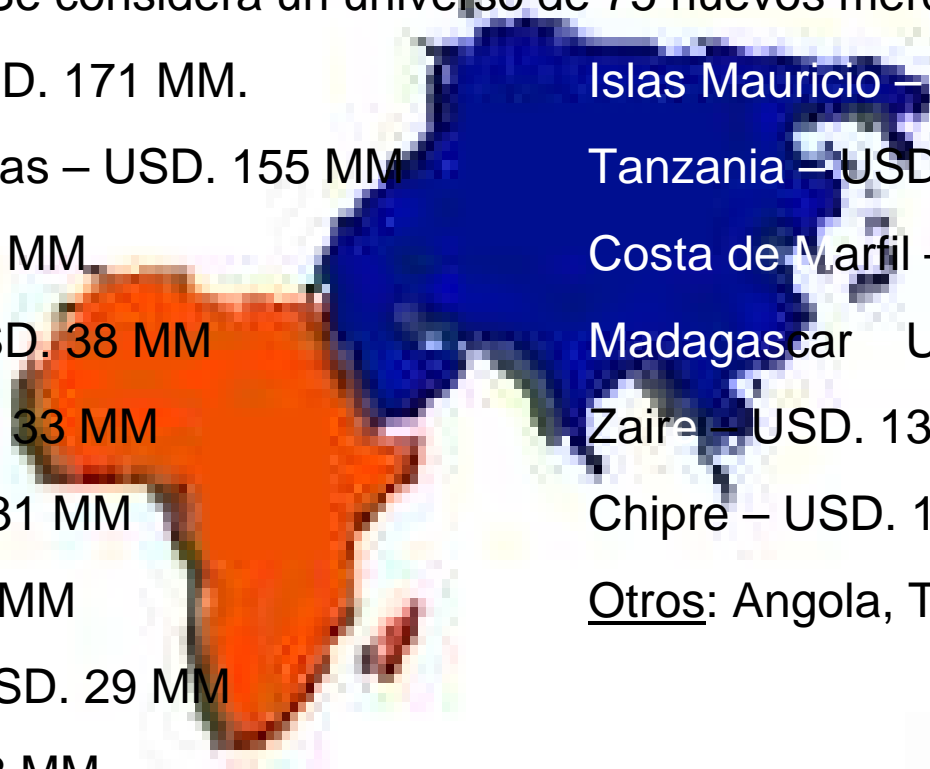 Se considera un universo de 75 nuevos
D. 171 MM.
as – USD. 155 MM
MM.
SD. 38 MM
33 MM
31 MM
MM
SD. 29 MM
MM
Islas Mauricio –
Tanzania – USD
Costa de Marfil -
Madagascar U
Zaire – USD. 13
Chipre – USD. 1
Otros: Angola, T